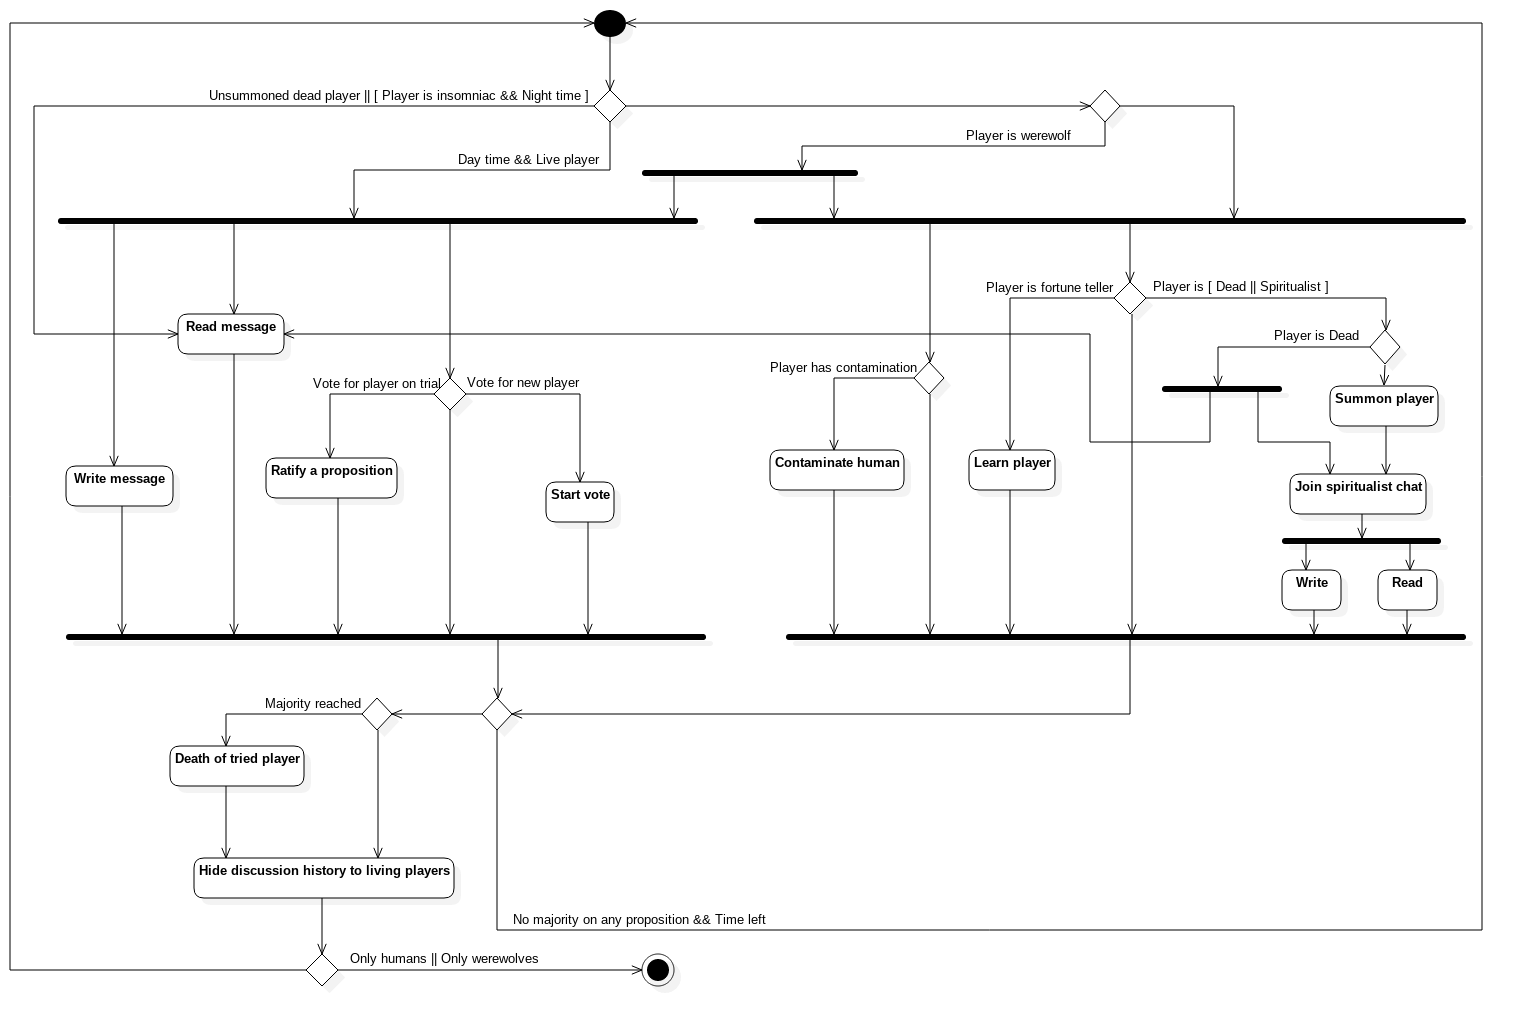 Unsummoned dead player || [ Player is insomniac && Night time ]
Player is werewolf
Day time && Live player
Player is fortune teller
Player is [ Dead || Spiritualist ]
Read message
Player is Dead
Player has contamination
Vote for player on trial
Vote for new player
Summon player
Contaminate human
Learn player
Ratify a proposition
Write message
Start vote
Join spiritualist chat
Write
Read
Majority reached
Death of tried player
Hide discussion history to living players
No majority on any proposition && Time left
Only humans || Only werewolves